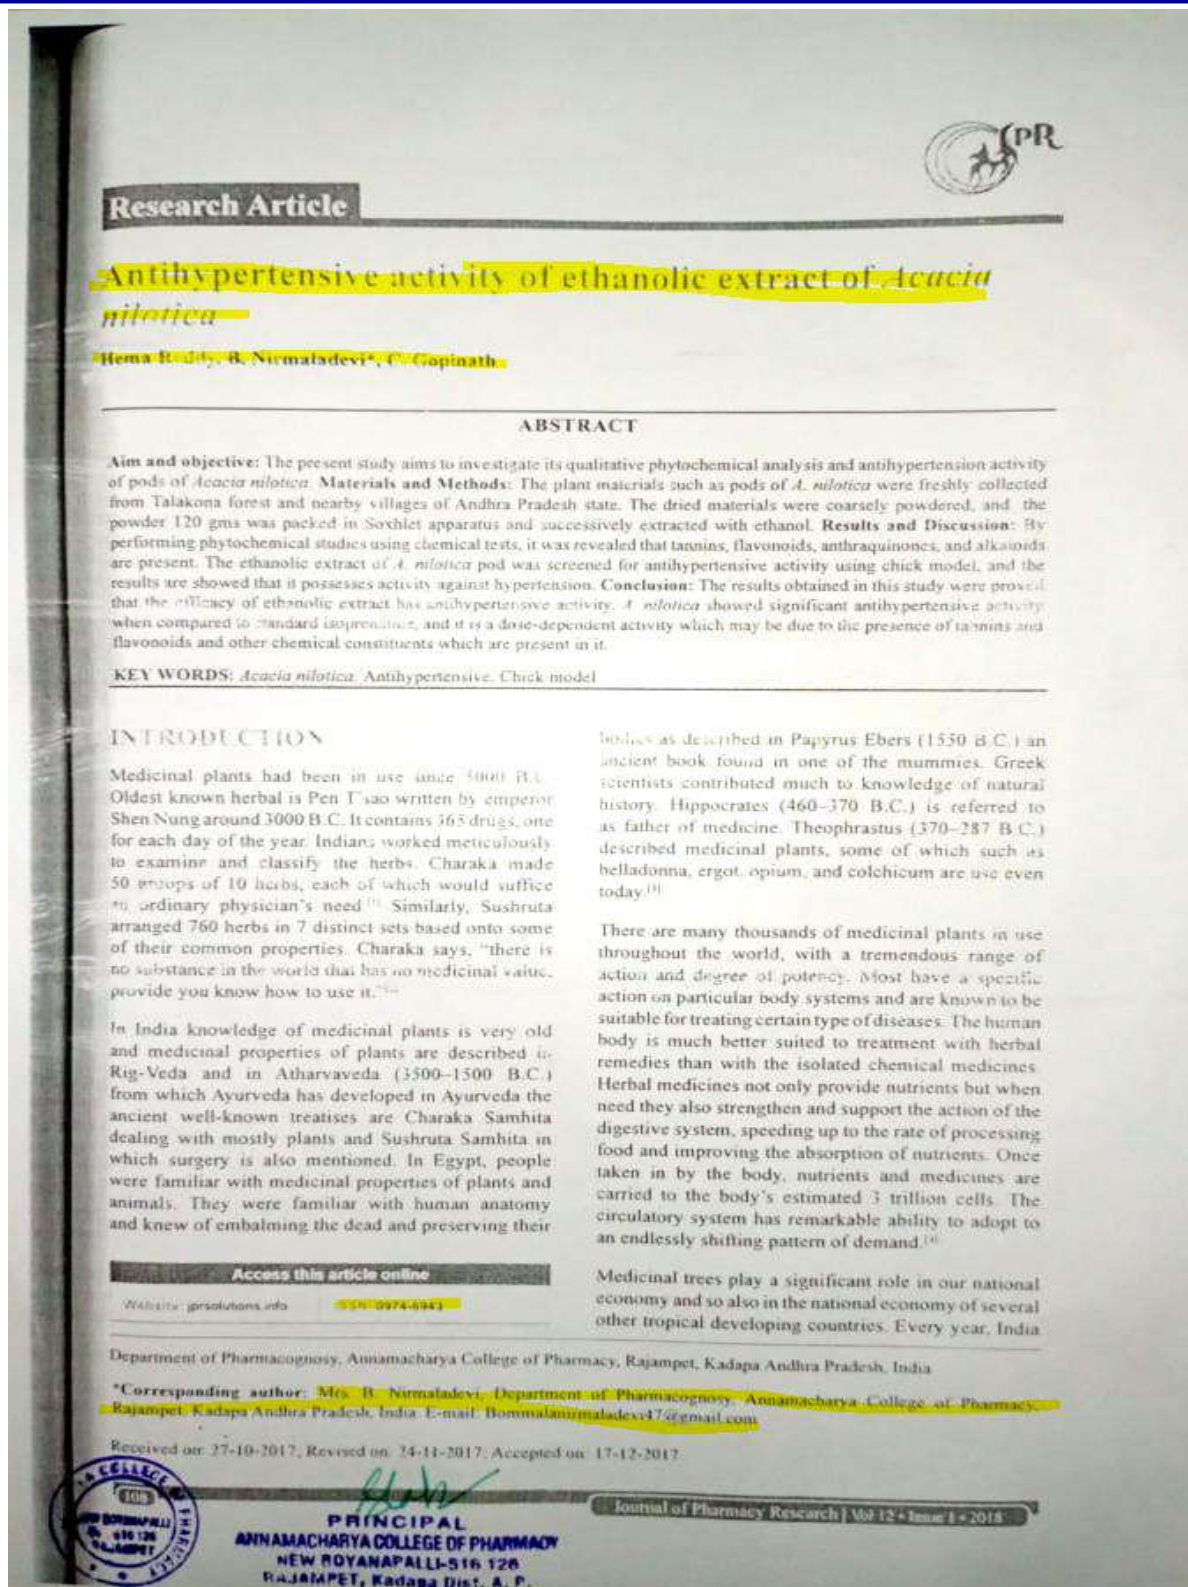 SPR
Research Article
Antihypertensive activity of ethanolic extract of Acacia
nilotica
Hema Reddy, B. Nirmaladevi*, C. Gopinath
ABSTRACT
Aim and objective: The present study aims to investigate its qualitative phytochemical analysis and antihypertension activity
of pods of Acacia nilotica. Materials and Methods: The plant materials such as pods of A. nilotica were freshly collected
from Talakona forest and nearby villages of Andhra Pradesh state. The dried materials were coarsely powdered, and the
powder 120 gms was packed in Soxhlet apparatus and successively extracted with ethanol. Results and Discussion: By
performing phytochemical studies using chemical tests, it was revealed that tannins, flavonoids, anthraquinones, and alkaloids
are present. The ethanolic extract of A. nilotica pod was screened for antihypertensive activity using chick model, and the
results are showed that it possesses activity against hypertension. Conclusion: The results obtained in this study were proved
that the efficacy of ethanolic extract has antihypertensive activity. A. nilotica showed significant antihypertensive activity
when compared to standard isoprenaline, and it is a dose-dependent activity which may be due to the presence of tannins and
flavonoids and other chemical constituents which are present in it.
KEY WORDS: Acacia nilotica, Antihypertensive, Chick model
INTRODUCTION
Medicinal plants had been in use since 5000 B.C.
Oldest known herbal is Pen T'sao written by emperor
Shen Nung around 3000 B.C. It contains 365 drugs, one
for each day of the year. Indians worked meticulously
to examine and classify the herbs. Charaka made
50 groups of 10 herbs, each of which would suffice
an ordinary physician's need.[1] Similarly, Sushruta
arranged 760 herbs in 7 distinct sets based onto some
of their common properties. Charaka says, "there is
no substance in the world that has no medicinal value,
provide you know how to use it."
In India knowledge of medicinal plants is very old
and medicinal properties of plants are described in
Rig-Veda and in Atharvaveda (3500–1500 B.C.)
from which Ayurveda has developed in Ayurveda the
ancient well-known treatises are Charaka Samhita
dealing with mostly plants and Sushruta Samhita in
which surgery is also mentioned. In Egypt, people
were familiar with medicinal properties of plants and
animals. They were familiar with human anatomy
and knew of embalming the dead and preserving their
bodies as described in Papyrus Ebers (1550 B.C.) an
ancient book found in one of the mummies. Greek
scientists contributed much to knowledge of natural
history. Hippocrates (460–370 B.C.) is referred to
as father of medicine. Theophrastus (370–287 B.C.)
described medicinal plants, some of which such as
belladonna, ergot, opium, and colchicum are use even
today.[3]
There are many thousands of medicinal plants in use
throughout the world, with a tremendous range of
action and degree of potency. Most have a specific
action on particular body systems and are known to be
suitable for treating certain type of diseases. The human
body is much better suited to treatment with herbal
remedies than with the isolated chemical medicines.
Herbal medicines not only provide nutrients but when
need they also strengthen and support the action of the
digestive system, speeding up to the rate of processing
food and improving the absorption of nutrients. Once
taken in by the body, nutrients and medicines are
carried to the body's estimated 3 trillion cells. The
circulatory system has remarkable ability to adopt to
an endlessly shifting pattern of demand.[4]
Medicinal trees play a significant role in our national
economy and so also in the national economy of several
other tropical developing countries. Every year, India
Access this article online
Website: jprsolutions.info ISSN: 0974-6943
Department of Pharmacognosy, Annamacharya College of Pharmacy, Rajampet, Kadapa Andhra Pradesh, India
*Corresponding author: Mrs. B. Nirmaladevi, Department of Pharmacognosy, Annamacharya College of Pharmacy,
Rajampet, Kadapa Andhra Pradesh, India. E-mail: Bommalanirmaladevi47@gmail.com
Received on: 27-10-2017; Revised on: 24-11-2017; Accepted on: 17-12-2017
108
Journal of Pharmacy Research | Vol 12 • Issue 1 • 2018
COLLEGE OF PHARMACY
516 126
RAJAMPET
PRINCIPAL
ANNAMACHARYA COLLEGE OF PHARMACY
NEW BOYANAPALLI-516 126
RAJAMPET, Kadapa Dist. A. P.